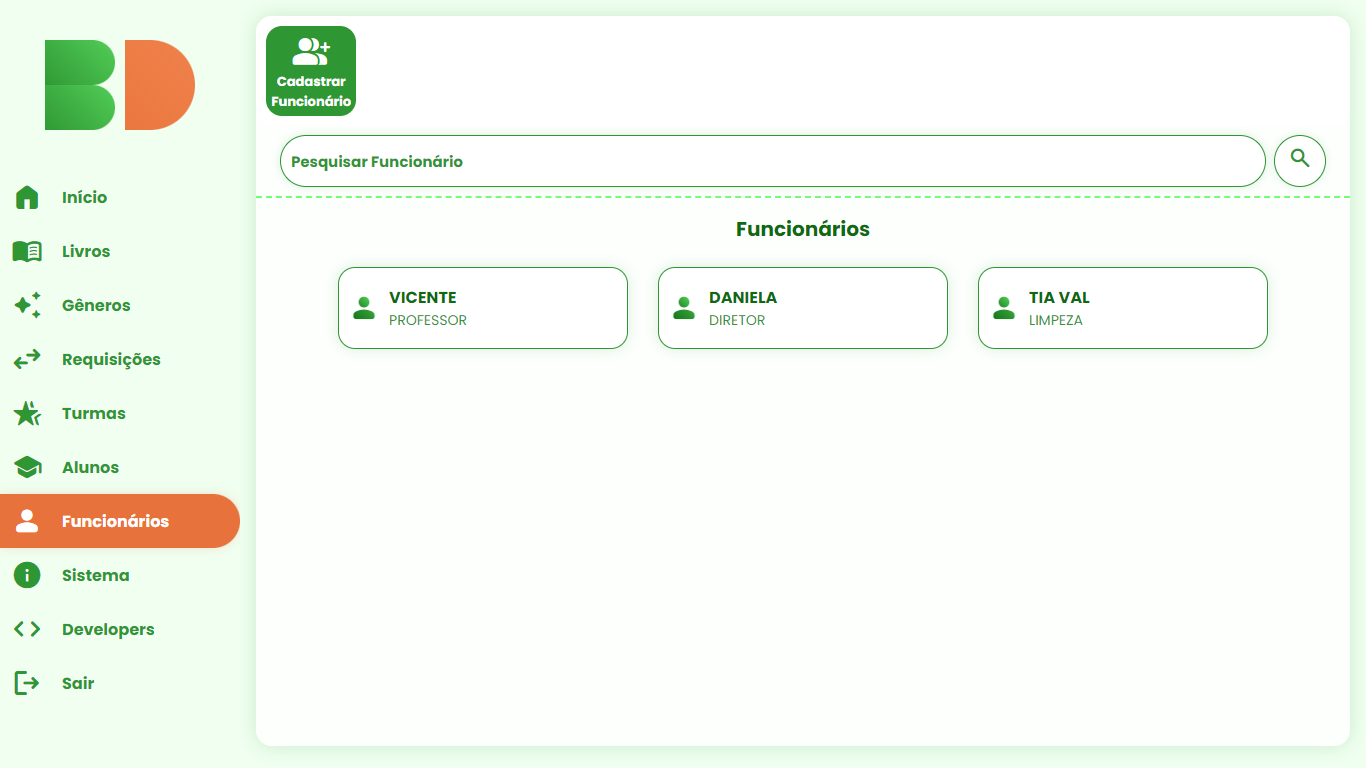 BD
Início
Livros
Gêneros
Requisições
Turmas
Alunos
Funcionários
Sistema
Developers
Sair
Cadastrar
Funcionário
Pesquisar Funcionário
Funcionários
VICENTE
PROFESSOR
DANIELA
DIRETOR
TIA VAL
LIMPEZA